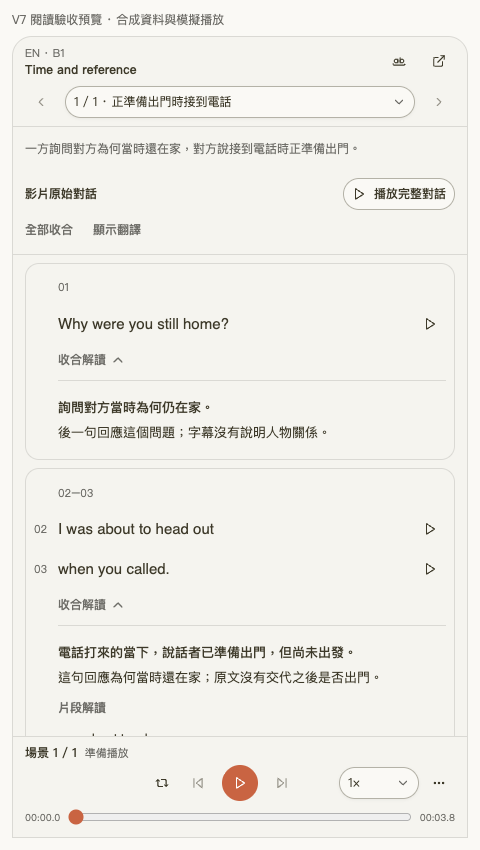 V7 閱讀驗收預覽・合成資料與模擬播放
EN · B1
Time and reference
ab
1 / 1・正準備出門時接到電話
一方詢問對方為何當時還在家，對方說接到電話時正準備出門。
影片原始對話
播放完整對話
全部收合 顯示翻譯
01
Why were you still home?
收合解讀
詢問對方當時為何仍在家。
後一句回應這個問題；字幕沒有說明人物關係。
02—03
02 I was about to head out
03 when you called.
收合解讀
電話打來的當下，說話者已準備出門，但尚未出發。
這句回應為何當時還在家；原文沒有交代之後是否出門。
片段解讀
場景 1 / 1 準備播放
1×
00:00.0 00:03.8